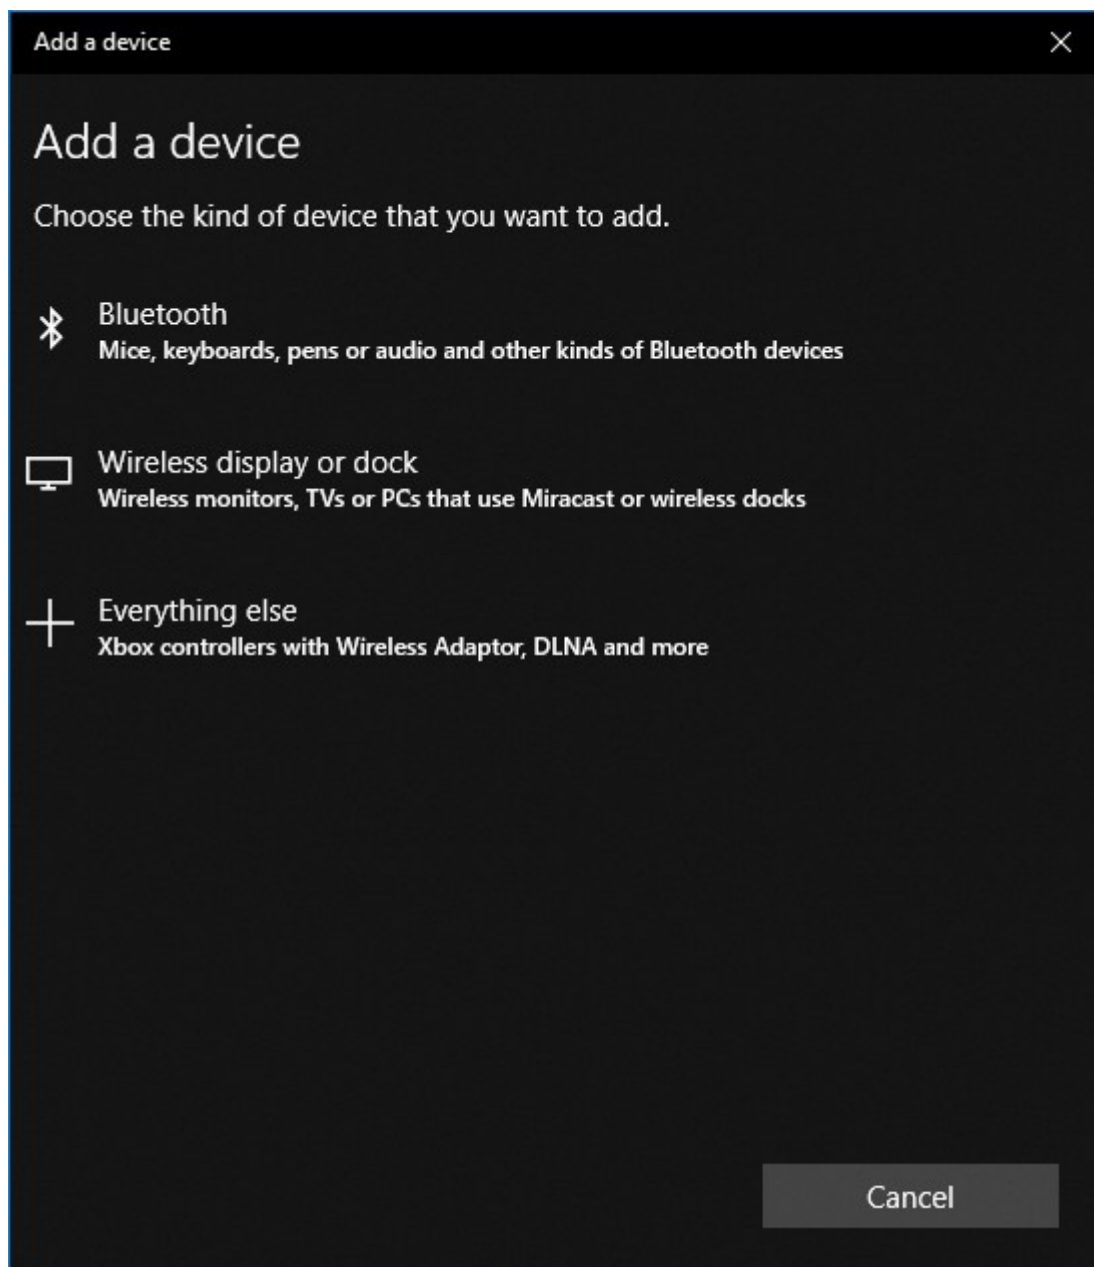 Add a device
Add a device
Choose the kind of device that you want to add.
Bluetooth
Mice, keyboards, pens or audio and other kinds of Bluetooth devices
Wireless display or dock
Wireless monitors, TVs or PCs that use Miracast or wireless docks
Everything else
Xbox controllers with Wireless Adaptor, DLNA and more
Cancel